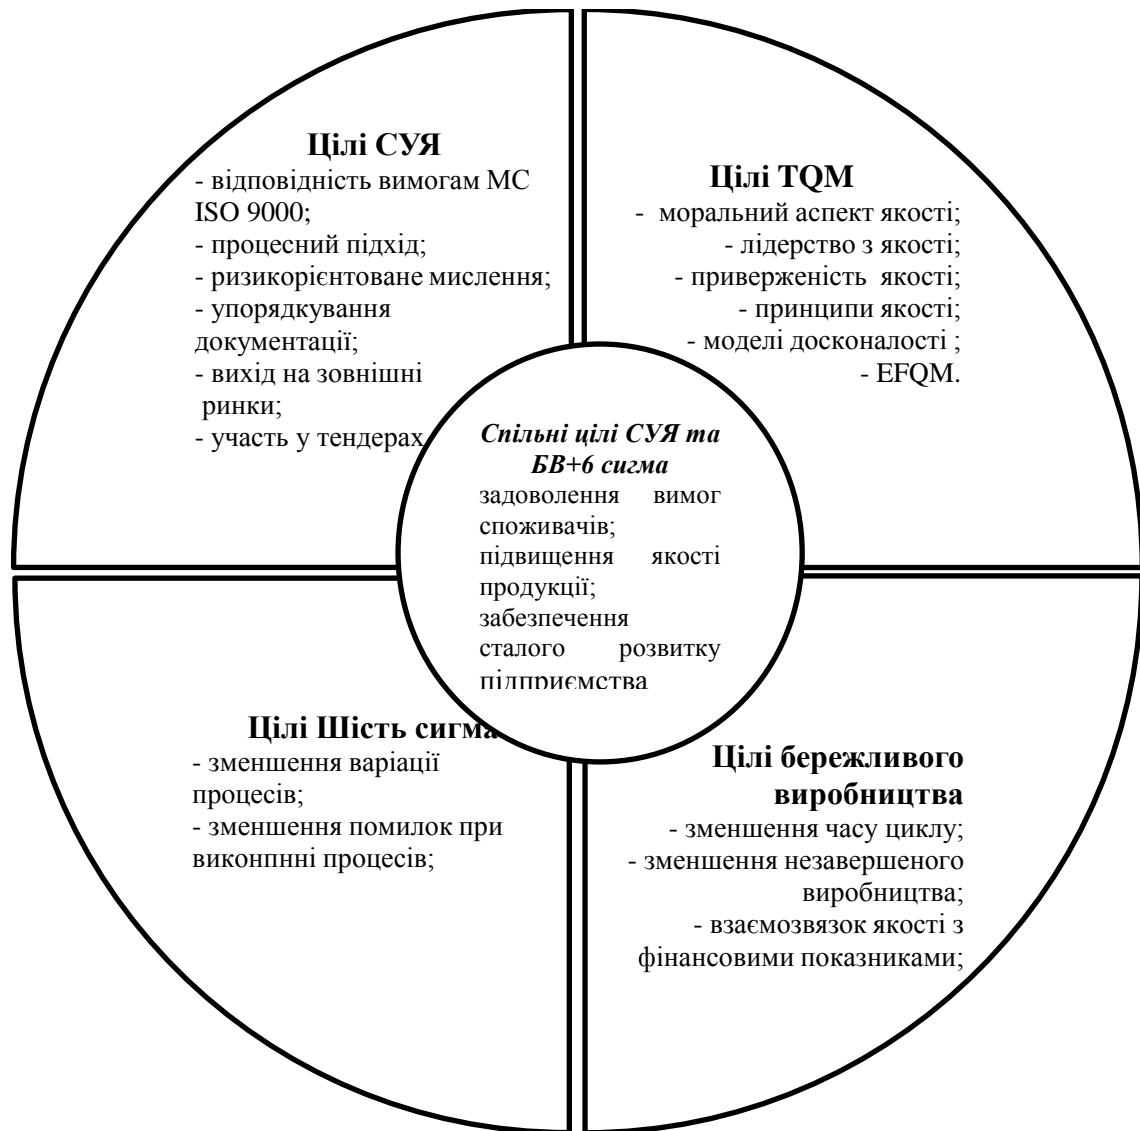 Цілі СУЯ
- відповідність вимогам МС
ISO 9000;
- процесний підхід;
- ризикорієнтоване мислення;
- упорядкування
документації;
- вихід на зовнішні
ринки;
- участь у тендерах
Цілі TQM
- моральний аспект якості;
- лідерство з якості;
- приверженість якості;
- принципи якості;
- моделі досконалості ;
- EFQM.
Спільні цілі СУЯ та
БВ+6 сигма
задоволення вимог
споживачів;
підвищення якості
продукції;
забезпечення
сталого розвитку
підприємства
Цілі Шість сигма
- зменшення варіації
процесів;
- зменшення помилок при
виконпнні процесів;
Цілі бережливого
виробництва
- зменшення часу циклу;
- зменшення незавершеного
виробництва;
- взаємозвязок якості з
фінансовими показниками;